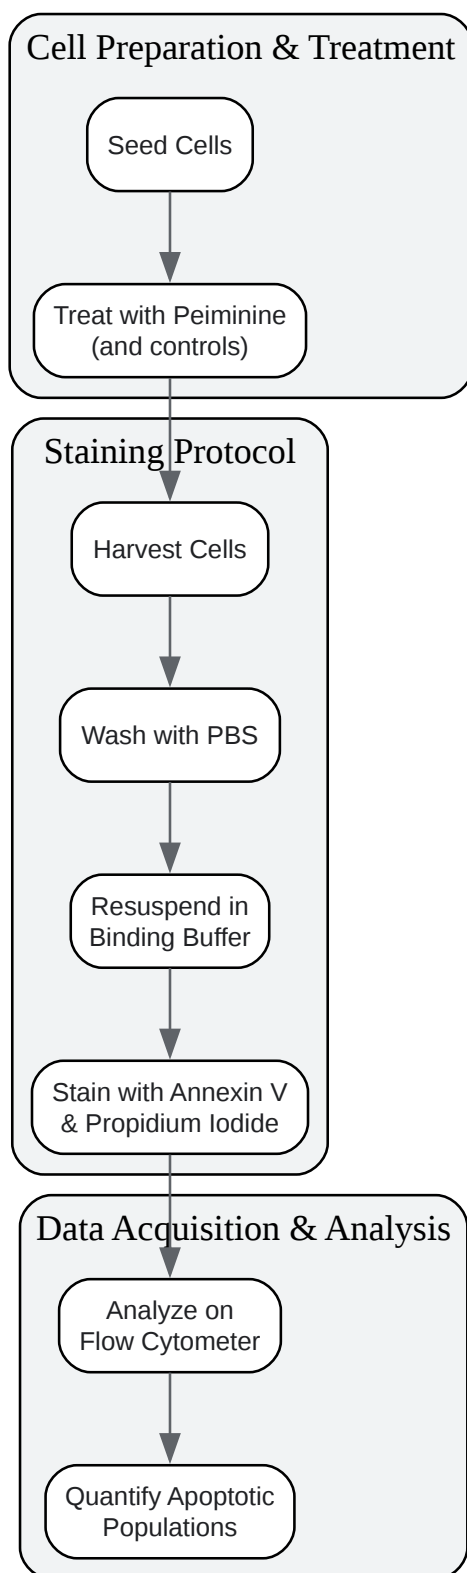 Cell Preparation & Treatment
Seed Cells
Treat with Peiminine
(and controls)
Staining Protocol
Harvest Cells
Wash with PBS
Resuspend in
Binding Buffer
Stain with Annexin V
& Propidium Iodide
Data Acquisition & Analysis
Analyze on
Flow Cytometer
Quantify Apoptotic
Populations